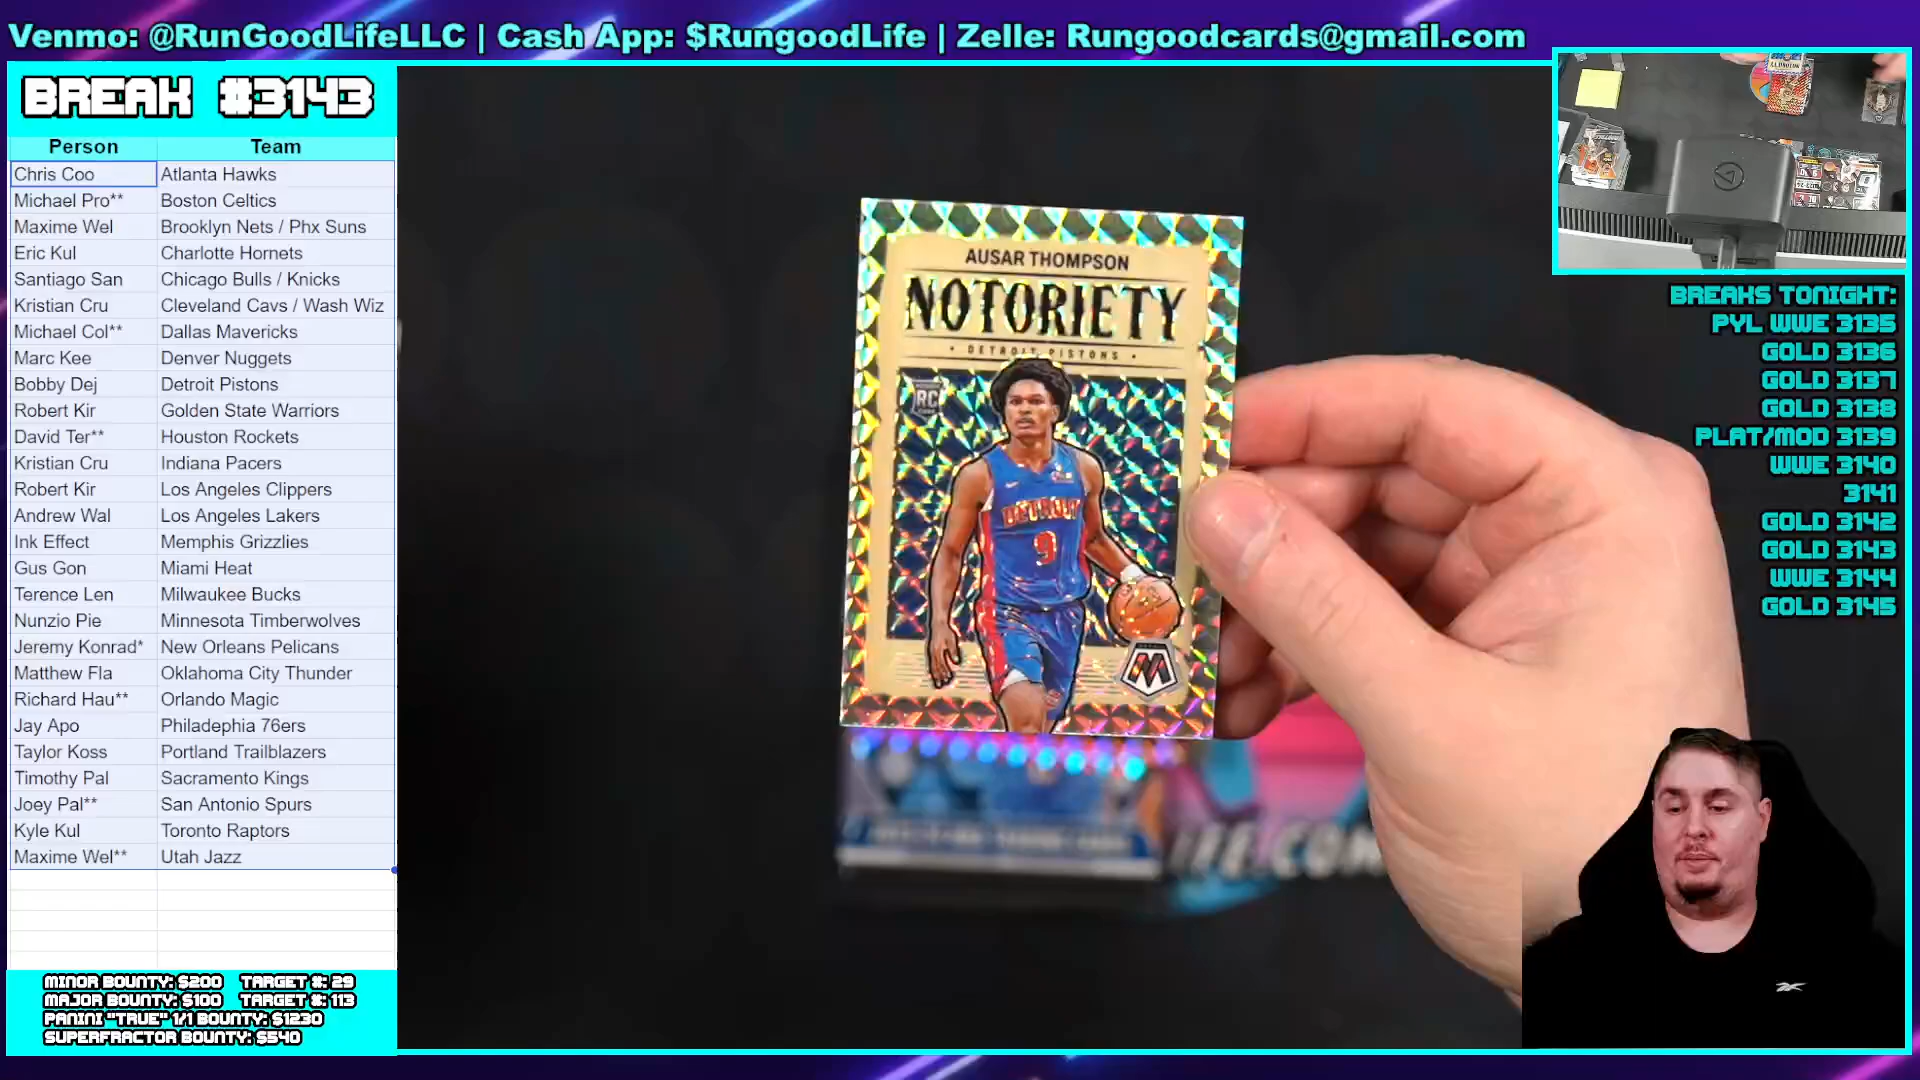 Venmo: @RunGoodLifeLLC | Cash App: $RungoodLife | Zelle: Rungoodcards@gmail.com
BREAK #3143
Person Team
Chris Coo Atlanta Hawks
Michael Pro** Boston Celtics
Maxime Wel Brooklyn Nets / Phx Suns
Eric Kul Charlotte Hornets
Santiago San Chicago Bulls / Knicks
Kristian Cru Cleveland Cavs / Wash Wiz
Michael Col** Dallas Mavericks
Marc Kee Denver Nuggets
Bobby Dej Detroit Pistons
Robert Kir Golden State Warriors
David Ter** Houston Rockets
Kristian Cru Indiana Pacers
Robert Kir Los Angeles Clippers
Andrew Wal Los Angeles Lakers
Ink Effect Memphis Grizzlies
Gus Gon Miami Heat
Terence Len Milwaukee Bucks
Nunzio Pie Minnesota Timberwolves
Jeremy Konrad* New Orleans Pelicans
Matthew Fla Oklahoma City Thunder
Richard Hau** Orlando Magic
Jay Apo Philadephia 76ers
Taylor Koss Portland Trailblazers
Timothy Pal Sacramento Kings
Joey Pal** San Antonio Spurs
Kyle Kul Toronto Raptors
Maxime Wel** Utah Jazz
MINOR BOUNTY: $200 TARGET #: 29
MAJOR BOUNTY: $100 TARGET #: 113
PANINI "TRUE" 1/1 BOUNTY: $1230
SUPERFRACTOR BOUNTY: $540
AUSAR THOMPSON
NOTORIETY
• DETROIT PISTONS •
RC
DETROIT
9
BREAKS TONIGHT:
PYL WWE 3135
GOLD 3136
GOLD 3137
GOLD 3138
PLAT/MOD 3139
WWE 3140
3141
GOLD 3142
GOLD 3143
WWE 3144
GOLD 3145